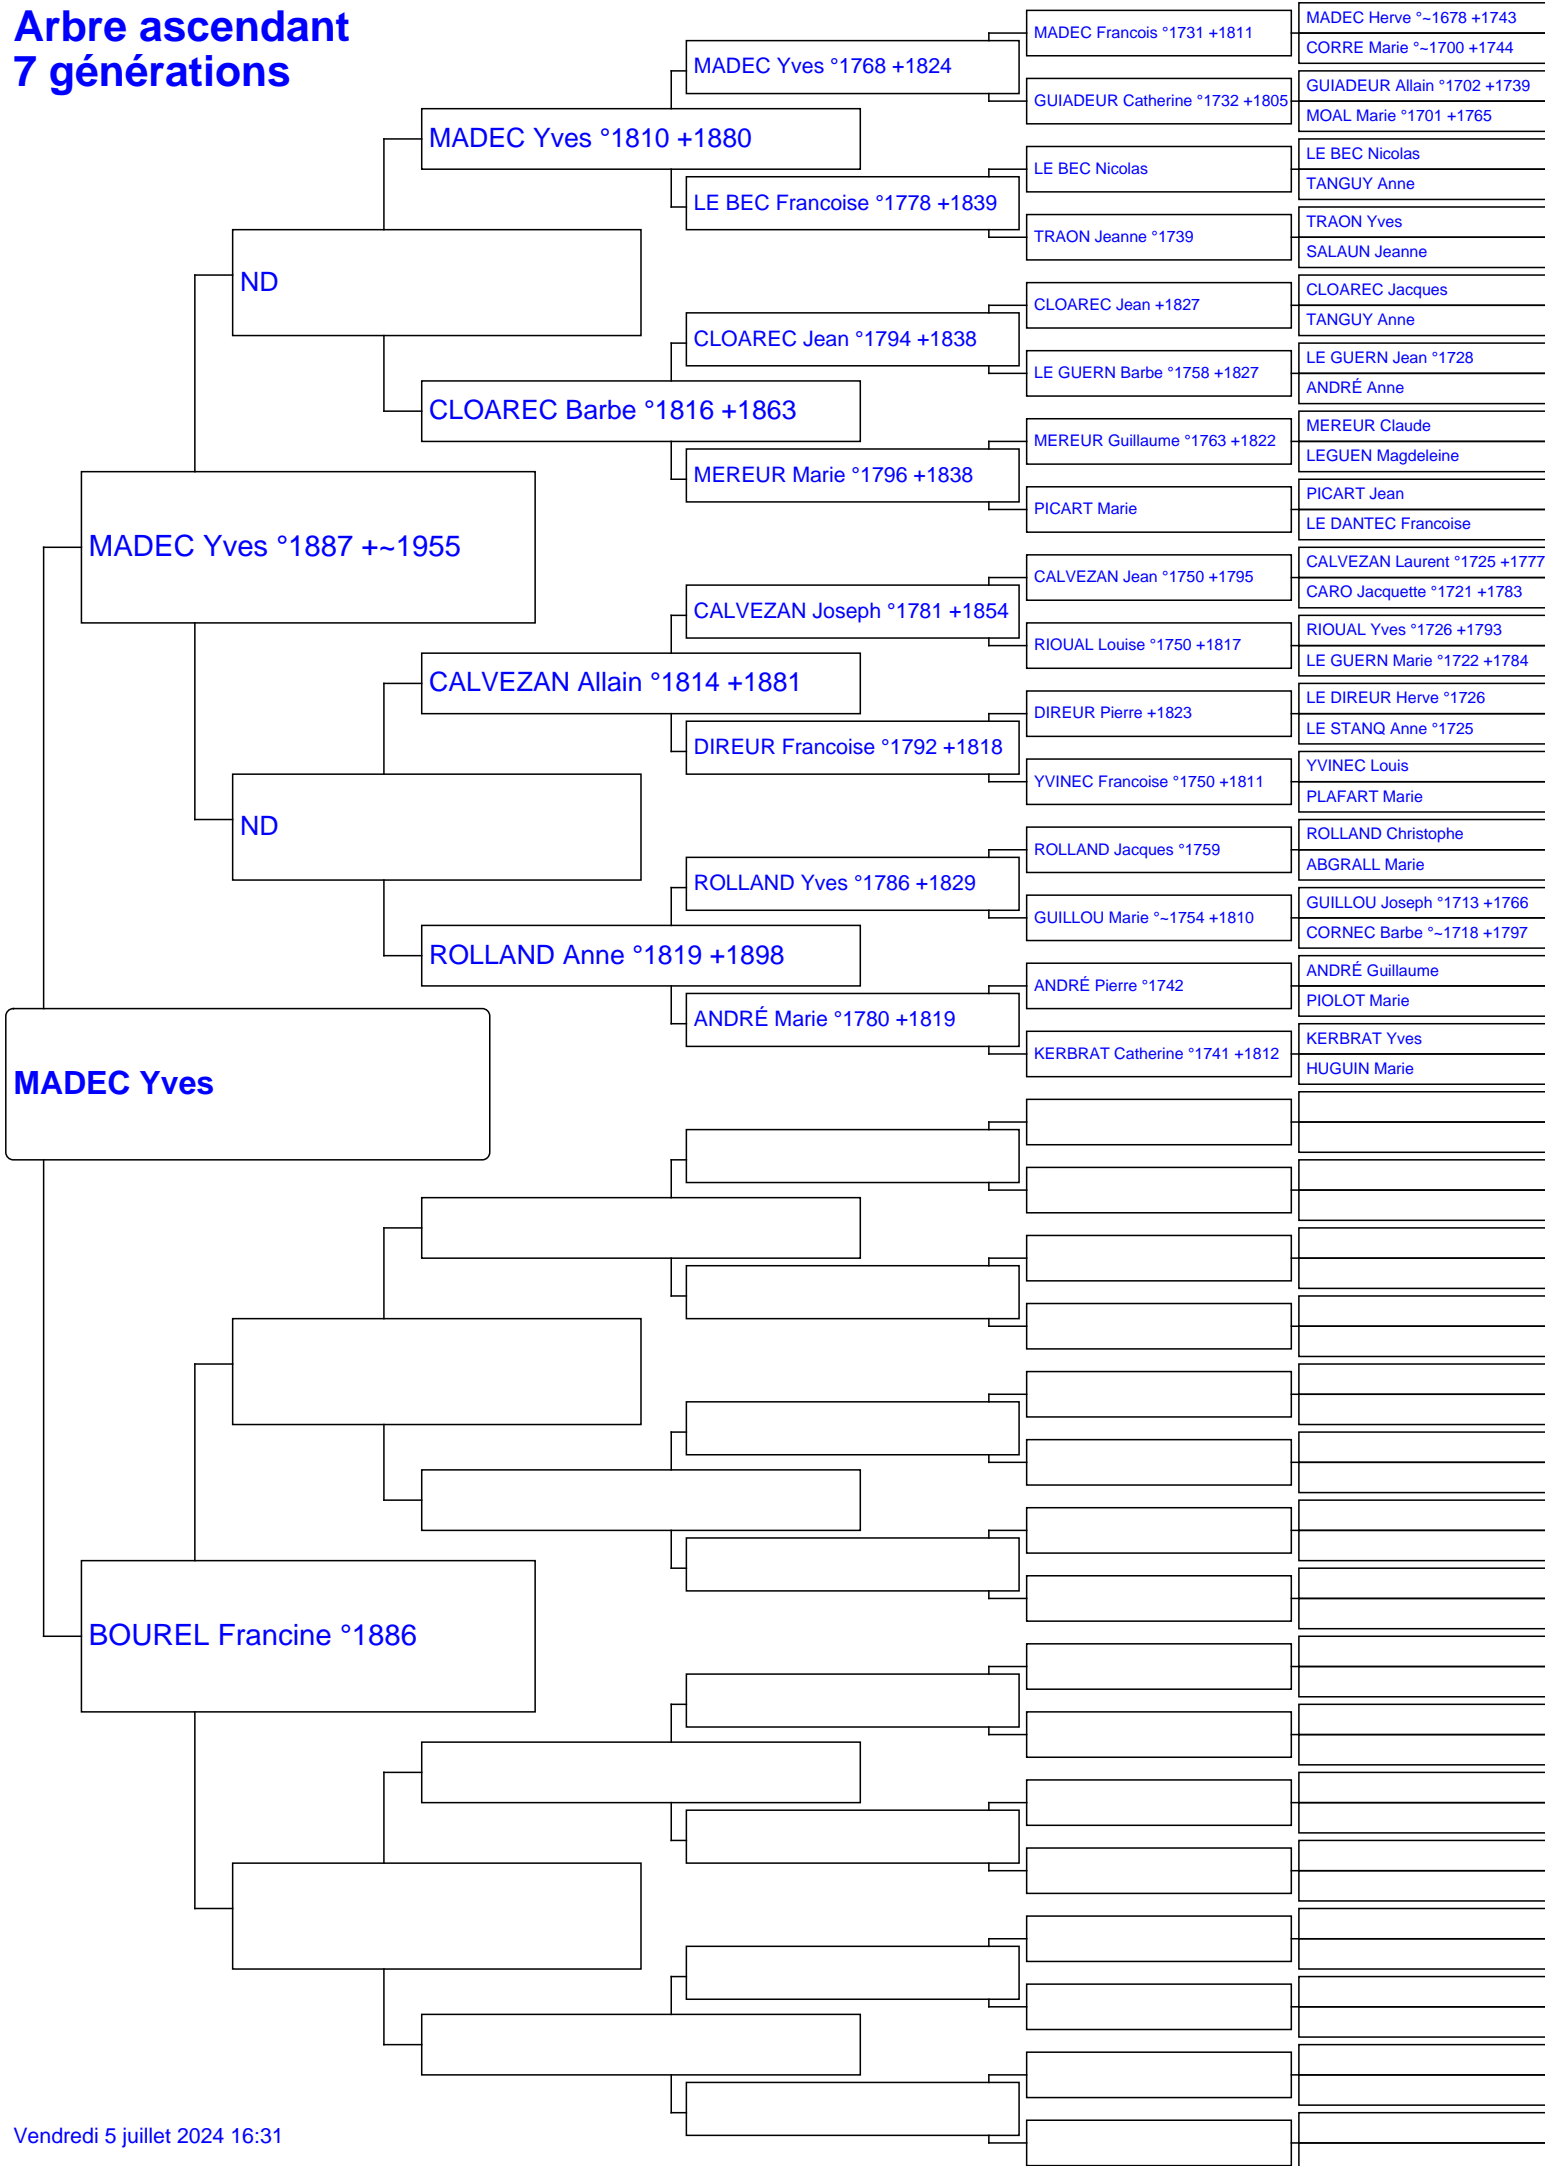 Arbre ascendant
7 générations
MADEC Yves
MADEC Yves °1887 +~1955
BOUREL Francine °1886
ND
ND
MADEC Yves °1810 +1880
CLOAREC Barbe °1816 +1863
CALVEZAN Allain °1814 +1881
ROLLAND Anne °1819 +1898
MADEC Yves °1768 +1824
LE BEC Francoise °1778 +1839
CLOAREC Jean °1794 +1838
MEREUR Marie °1796 +1838
CALVEZAN Joseph °1781 +1854
DIREUR Francoise °1792 +1818
ROLLAND Yves °1786 +1829
ANDRÉ Marie °1780 +1819
MADEC Francois °1731 +1811
GUIADEUR Catherine °1732 +1805
LE BEC Nicolas
TRAON Jeanne °1739
CLOAREC Jean +1827
LE GUERN Barbe °1758 +1827
MEREUR Guillaume °1763 +1822
PICART Marie
CALVEZAN Jean °1750 +1795
RIOUAL Louise °1750 +1817
DIREUR Pierre +1823
YVINEC Francoise °1750 +1811
ROLLAND Jacques °1759
GUILLOU Marie °~1754 +1810
ANDRÉ Pierre °1742
KERBRAT Catherine °1741 +1812
MADEC Herve °~1678 +1743
CORRE Marie °~1700 +1744
GUIADEUR Allain °1702 +1739
MOAL Marie °1701 +1765
LE BEC Nicolas
TANGUY Anne
TRAON Yves
SALAUN Jeanne
CLOAREC Jacques
TANGUY Anne
LE GUERN Jean °1728
ANDRÉ Anne
MEREUR Claude
LEGUEN Magdeleine
PICART Jean
LE DANTEC Francoise
CALVEZAN Laurent °1725 +1777
CARO Jacquette °1721 +1783
RIOUAL Yves °1726 +1793
LE GUERN Marie °1722 +1784
LE DIREUR Herve °1726
LE STANQ Anne °1725
YVINEC Louis
PLAFART Marie
ROLLAND Christophe
ABGRALL Marie
GUILLOU Joseph °1713 +1766
CORNEC Barbe °~1718 +1797
ANDRÉ Guillaume
PIOLOT Marie
KERBRAT Yves
HUGUIN Marie
Vendredi 5 juillet 2024 16:31